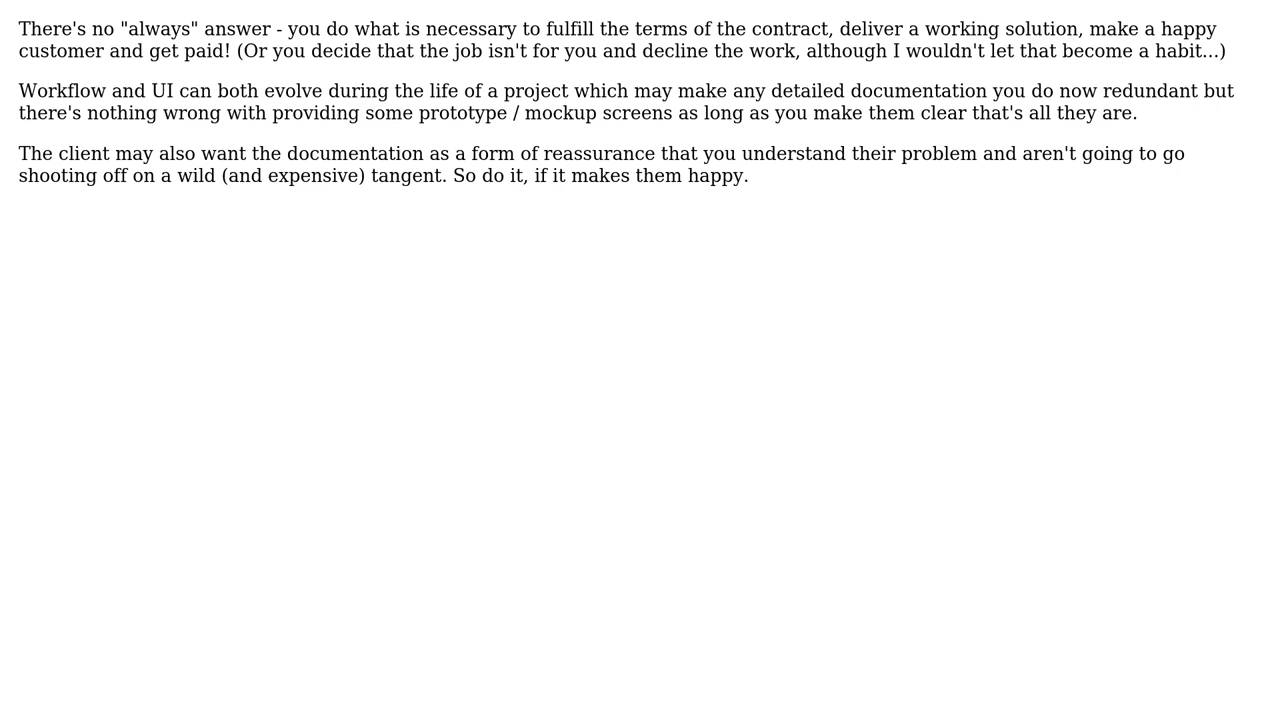 There's no "always" answer - you do what is necessary to fulfill the terms of the contract, deliver a working solution, make a happy
customer and get paid! (Or you decide that the job isn't for you and decline the work, although I wouldn't let that become a habit...)
Workflow and UI can both evolve during the life of a project which may make any detailed documentation you do now redundant but
there's nothing wrong with providing some prototype / mockup screens as long as you make them clear that's all they are.
The client may also want the documentation as a form of reassurance that you understand their problem and aren't going to go
shooting off on a wild (and expensive) tangent. So do it, if it makes them happy.